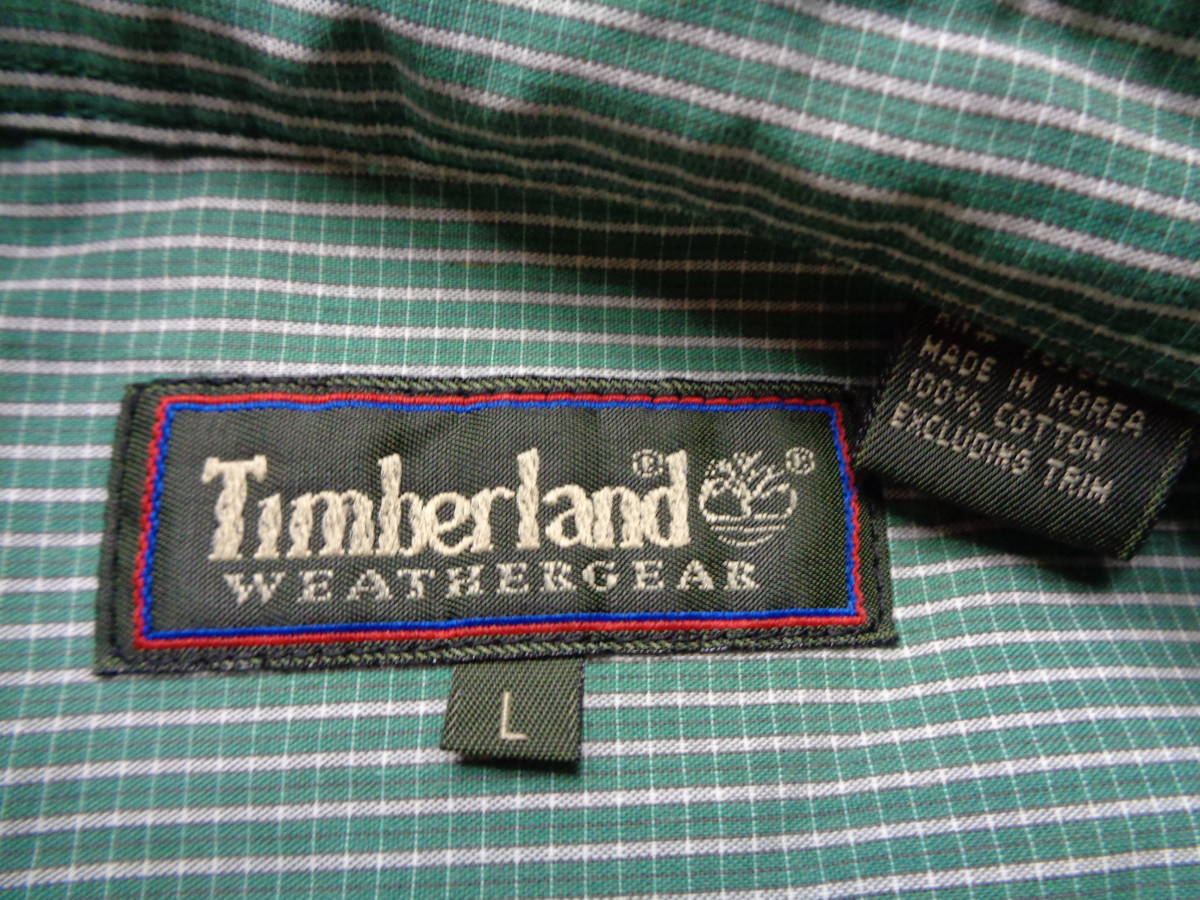 Timberland® ®
WEATHERGEAR
L
MADE IN KOREA
100% COTTON
EXCLUDING TRIM